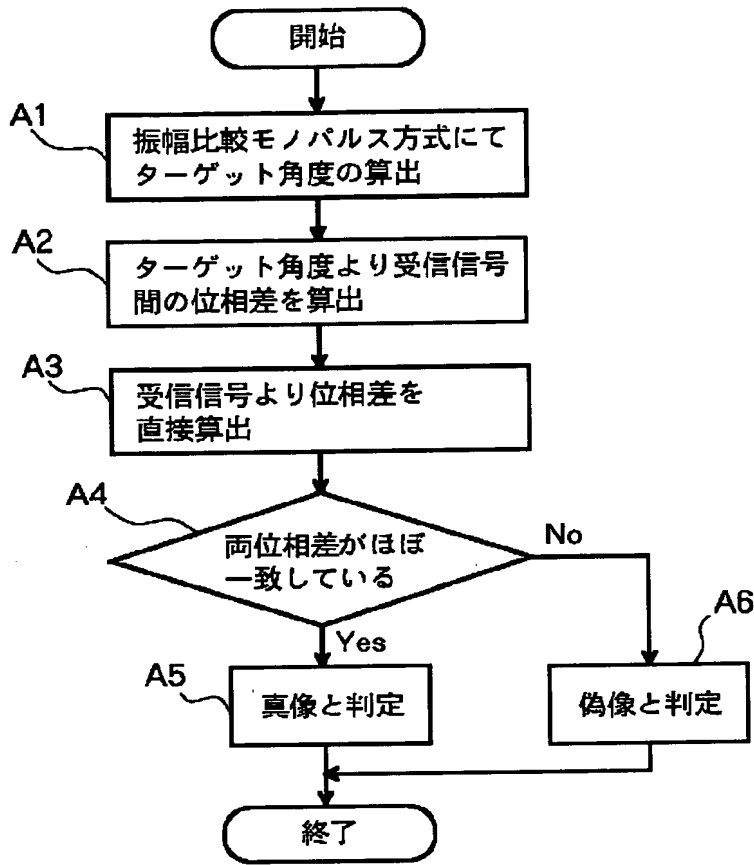 開始
A1
振幅比較モノパルス方式にて
ターゲット角度の算出
A2
ターゲット角度より受信信号
間の位相差を算出
A3
受信信号より位相差を
直接算出
A4
両位相差がほぼ
一致している
No
Yes
A5
真像と判定
A6
偽像と判定
終了